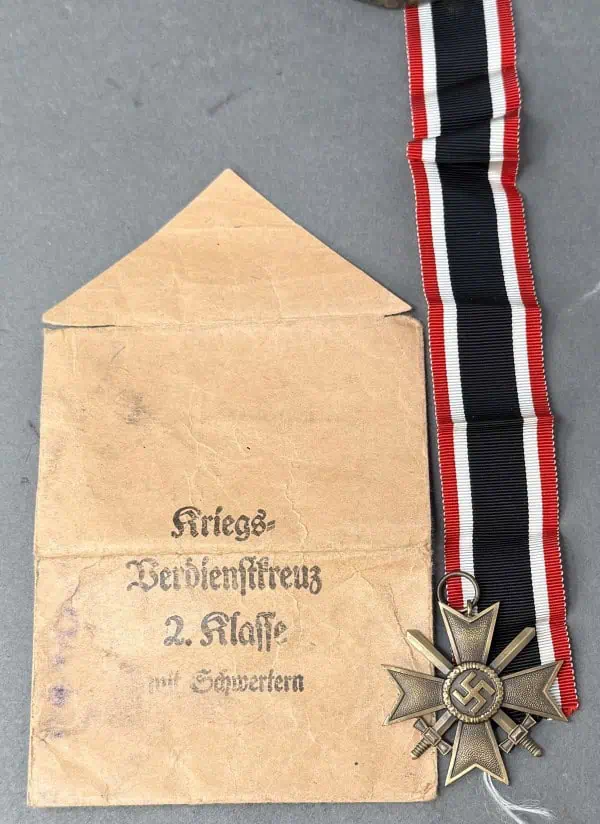 Kriegs-
Verdienstkreuz
2. Klasse
mit Schwertern